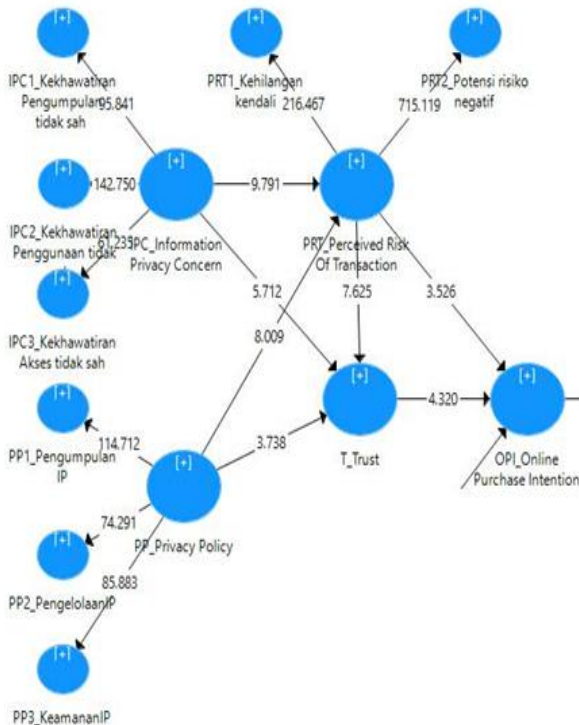 [+]
[+]
[+]
IPC1_Kekhawatiran
Pengumpulan
tidak sah
95.841
PRT1_Kehilangan
kendali
216.467
PRT2_Potensi risiko
negatif
715.119
[+]
[+]
[+]
142.750
9.791
IPC2_Kekhawatiran
Penggunaan tidak
61.235
IPC_Information
Privacy Concern
PRT_Perceived Risk
Of Transaction
[+]
5.712
7.625
3.526
IPC3_Kekhawatiran
Akses tidak sah
8.009
[+]
[+]
[+]
4.320
PP1_Pengumpulan
IP
114.712
3.738
T_Trust
OPI_Online
Purchase Intention
[+]
74.291
PP_Privacy Policy
[+]
85.883
PP2_PengelolaanIP
[+]
PP3_KeamananIP